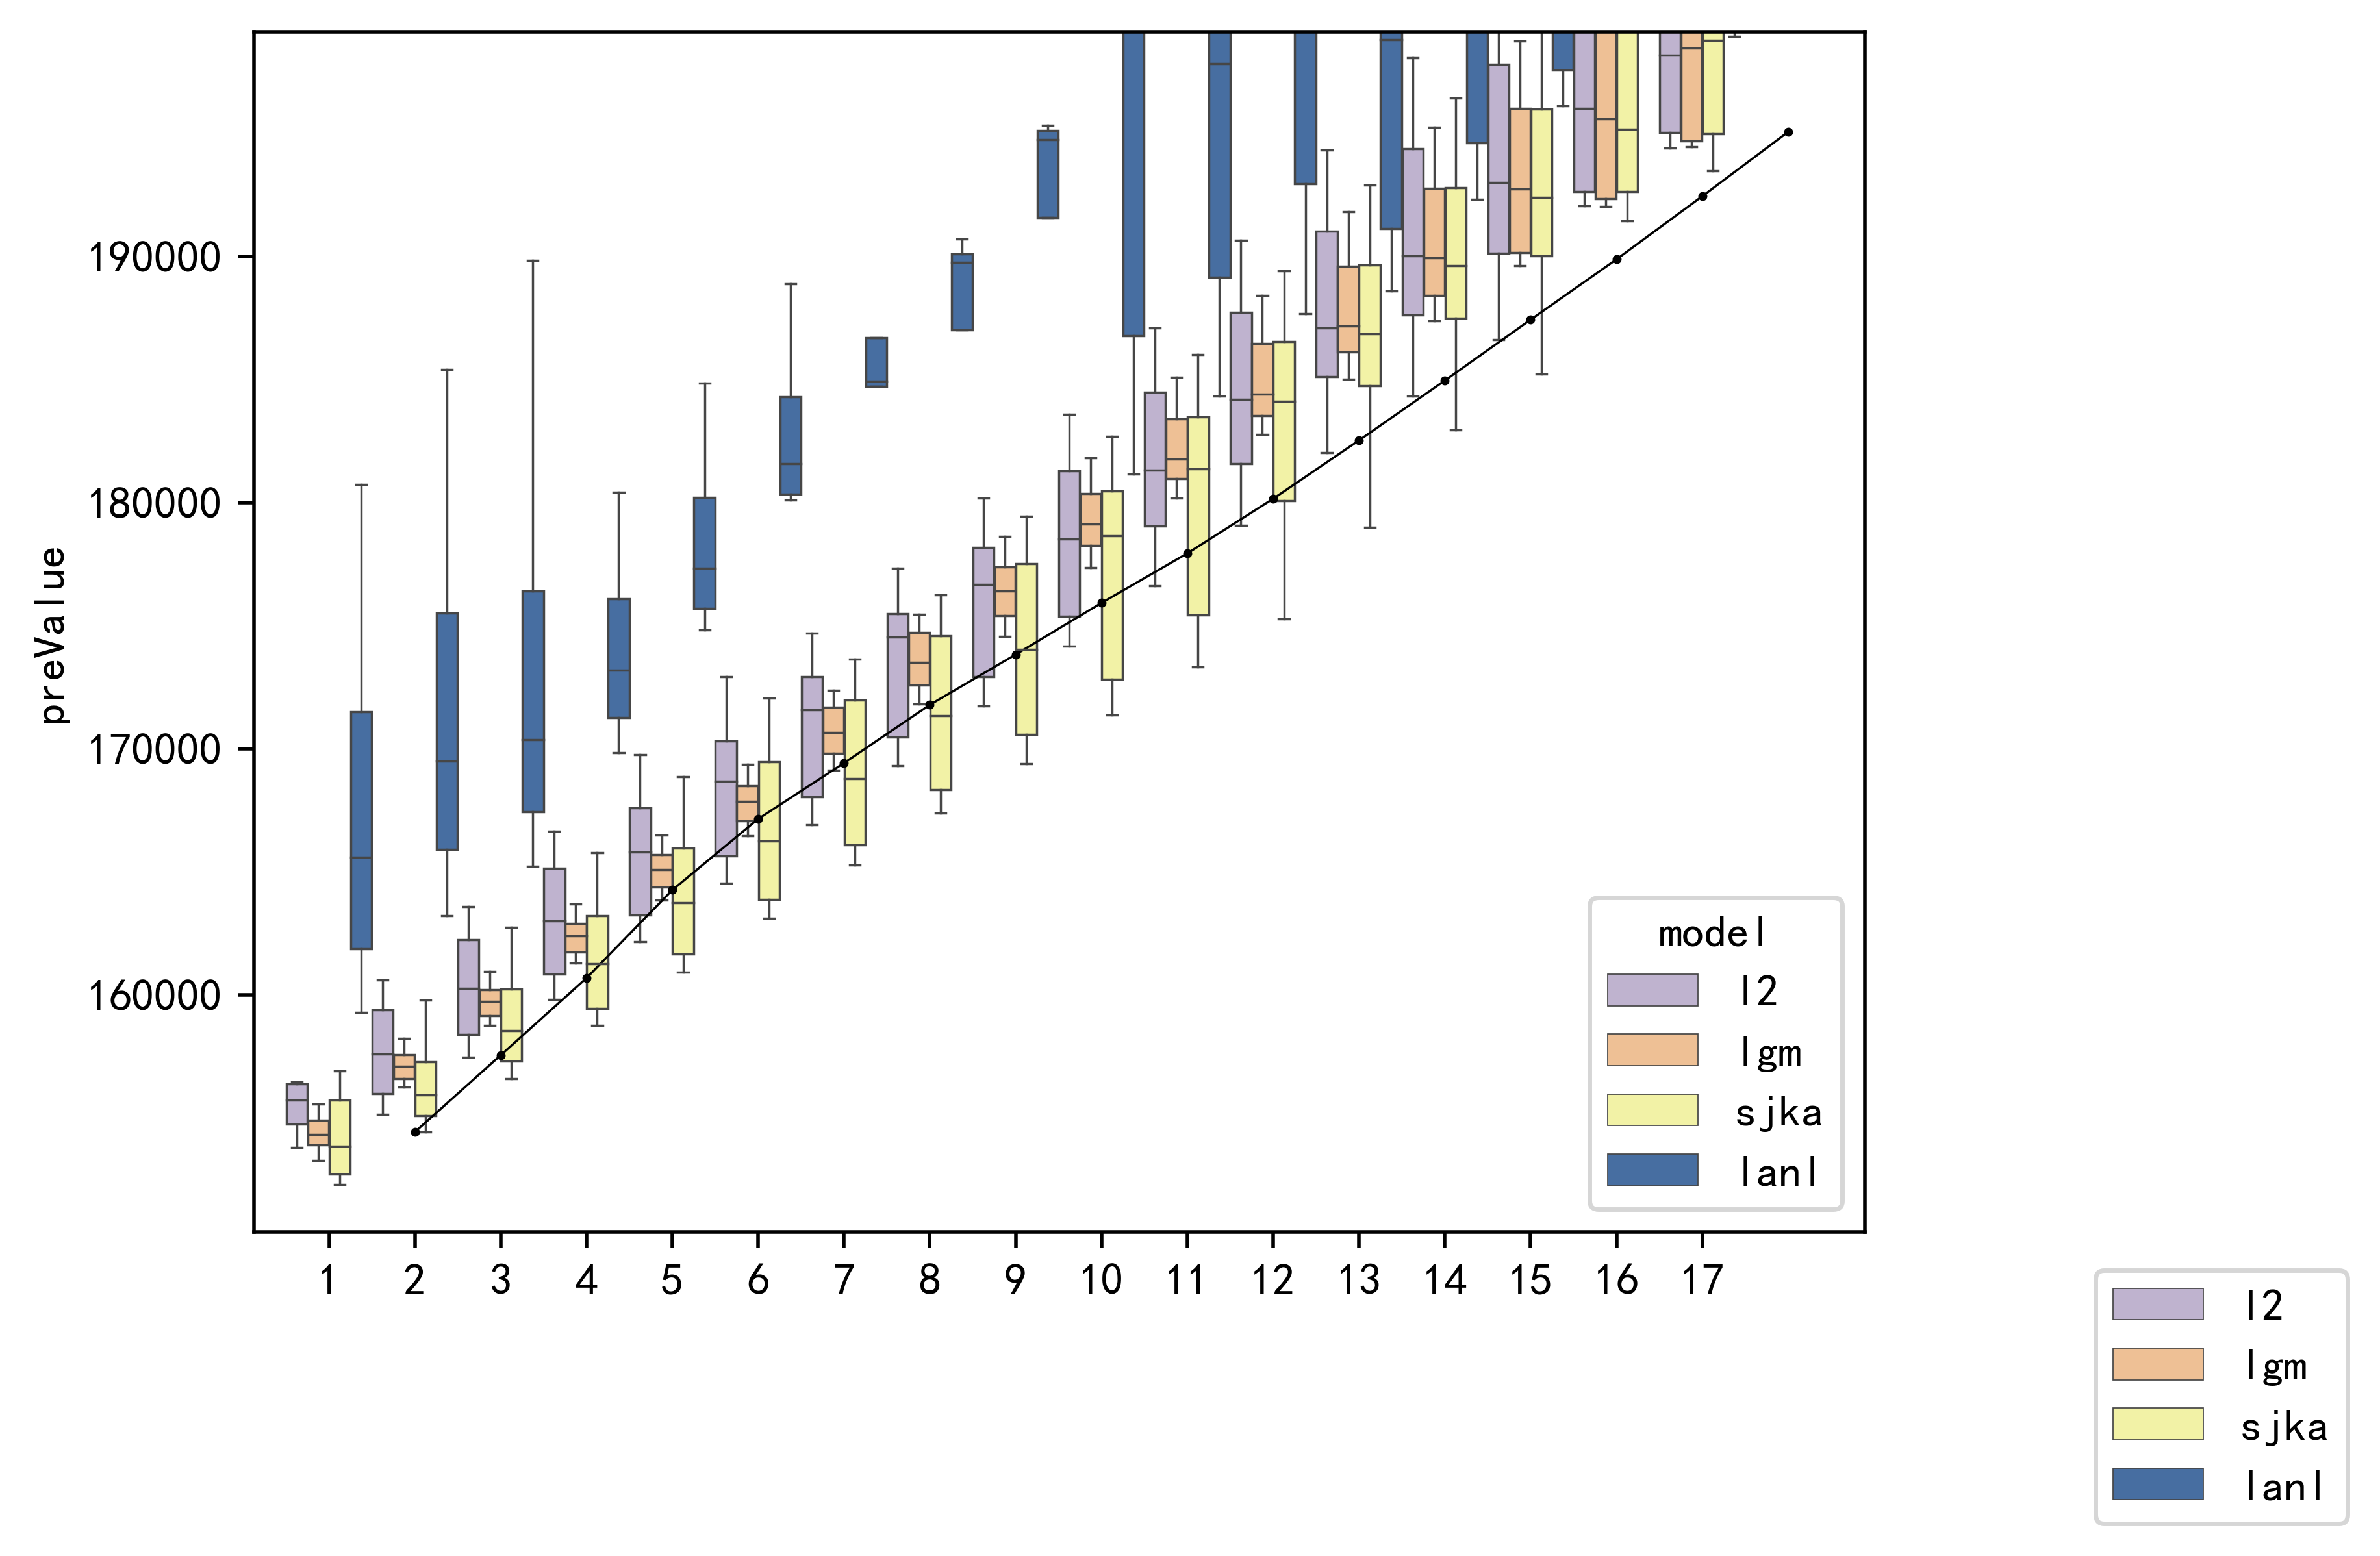 190000
180000
170000
160000
preValue
model
l2
lgm
sjka
lanl
1 2 3 4 5 6 7 8 9 10 11 12 13 14 15 16 17
l2
lgm
sjka
lanl